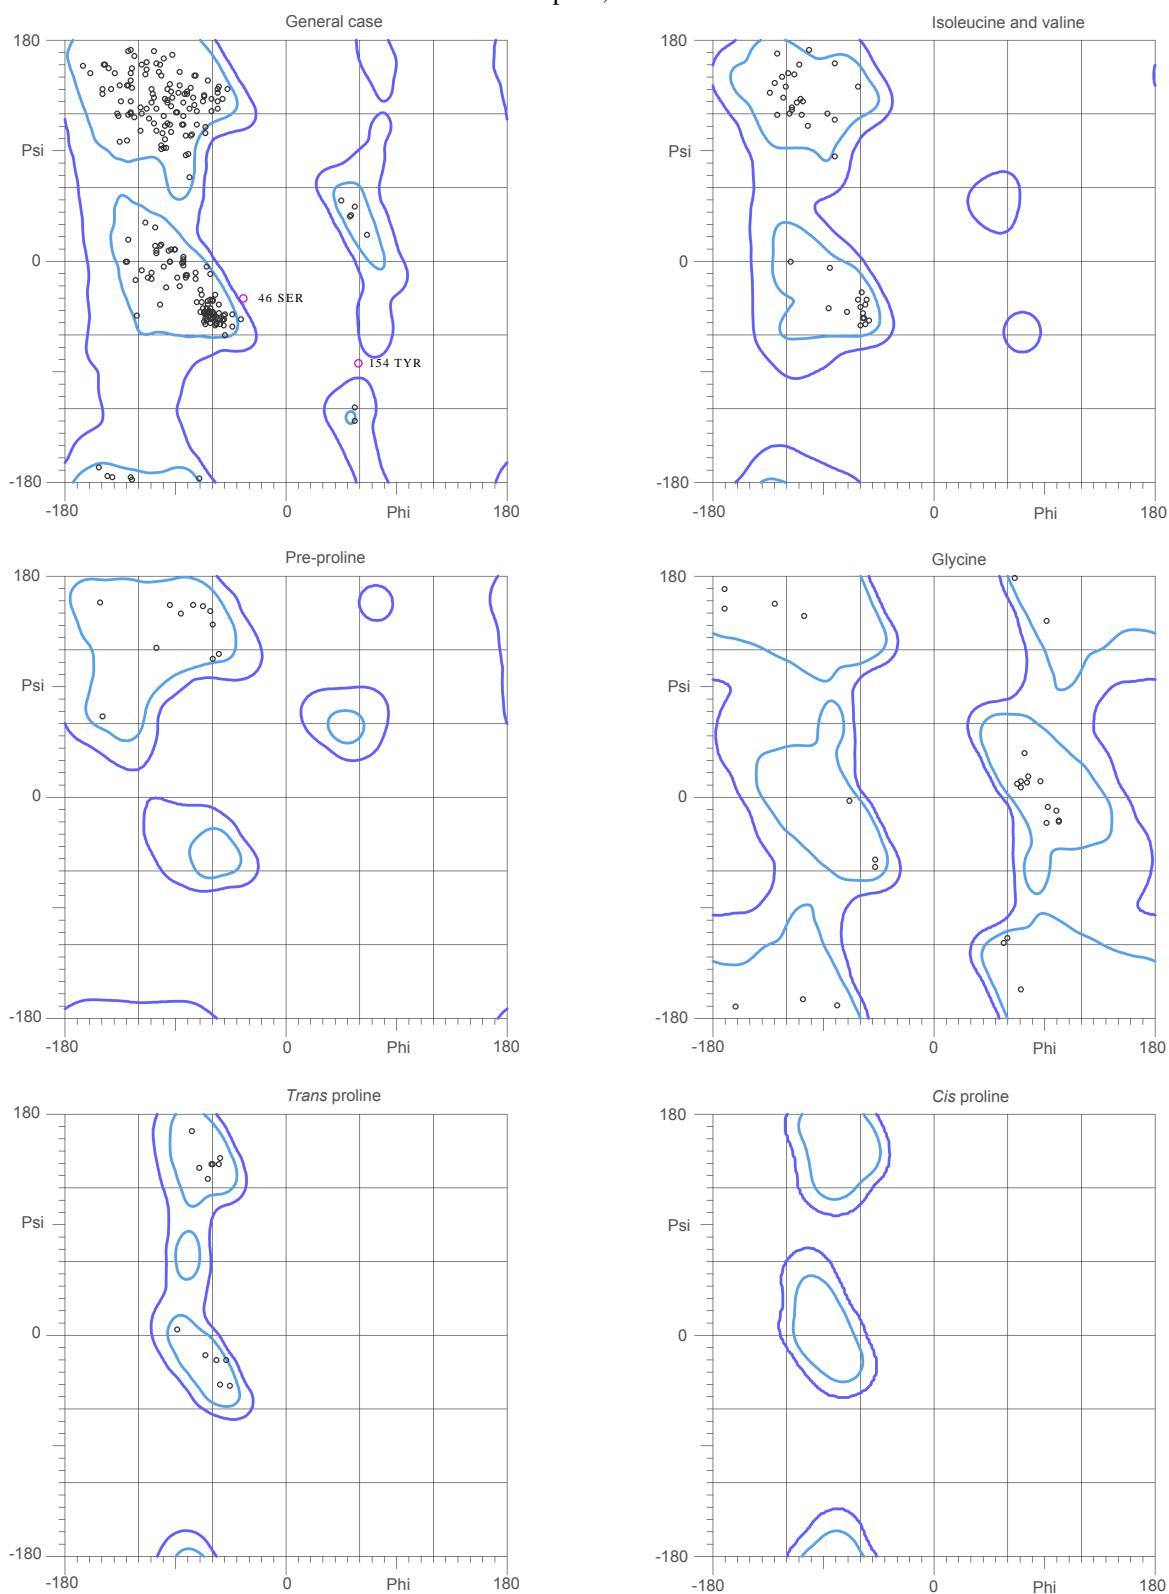 General case
Isoleucine and valine
180
180
Psi
Psi
0
0
46 SER
154 TYR
-180
-180
-180
0
Phi
180
-180
0
Phi
180
Pre-proline
Glycine
180
180
Psi
Psi
0
0
-180
-180
-180
0
Phi
180
-180
0
Phi
180
Trans proline
Cis proline
180
180
Psi
Psi
0
0
-180
-180
-180
0
Phi
180
-180
0
Phi
180